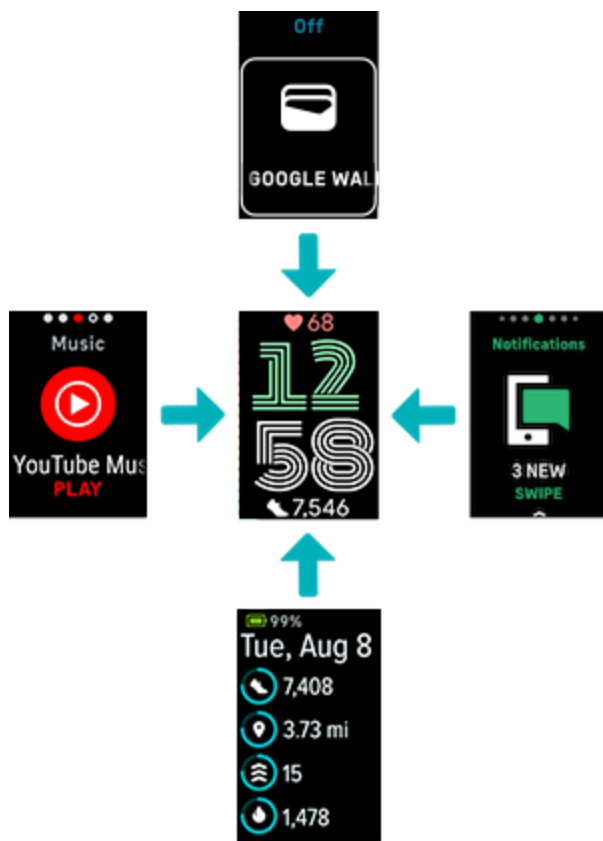 Off
GOOGLE WAL
Music
YouTube Mus
PLAY
68
12
58
7,546
Notifications
3 NEW
SWIPE
99%
Tue, Aug 8
7,408
3.73 mi
15
1,478